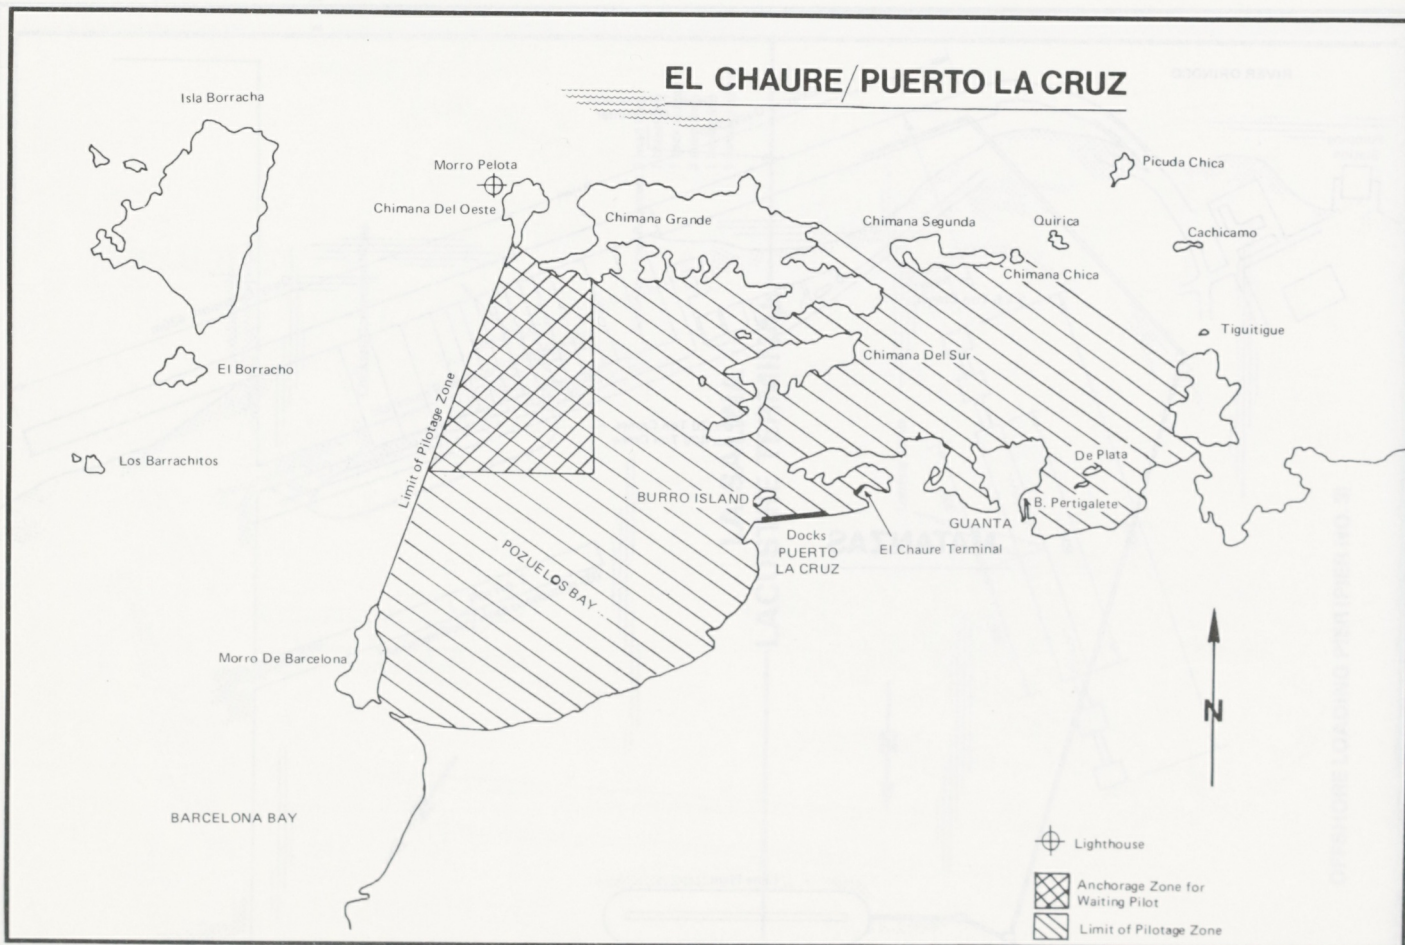 EL CHAURE/PUERTO LA CRUZ
Isla Borracha
Morro Pelota
Chimana Del Oeste
Chimana Grande
Chimana Segunda
Quirica
Picuda Chica
Cachicamo
Chimana Chica
Tiguitigue
Chimana Del Sur
El Borracho
Limit of Pilotage Zone
Los Barrachitos
De Plata
BURRO ISLAND
B. Pertigalete
GUANTA
Docks
PUERTO
LA CRUZ
El Chaure Terminal
POZUELOS BAY
Morro De Barcelona
N
BARCELONA BAY
Lighthouse
Anchorage Zone for
Waiting Pilot
Limit of Pilotage Zone
MATANZAS